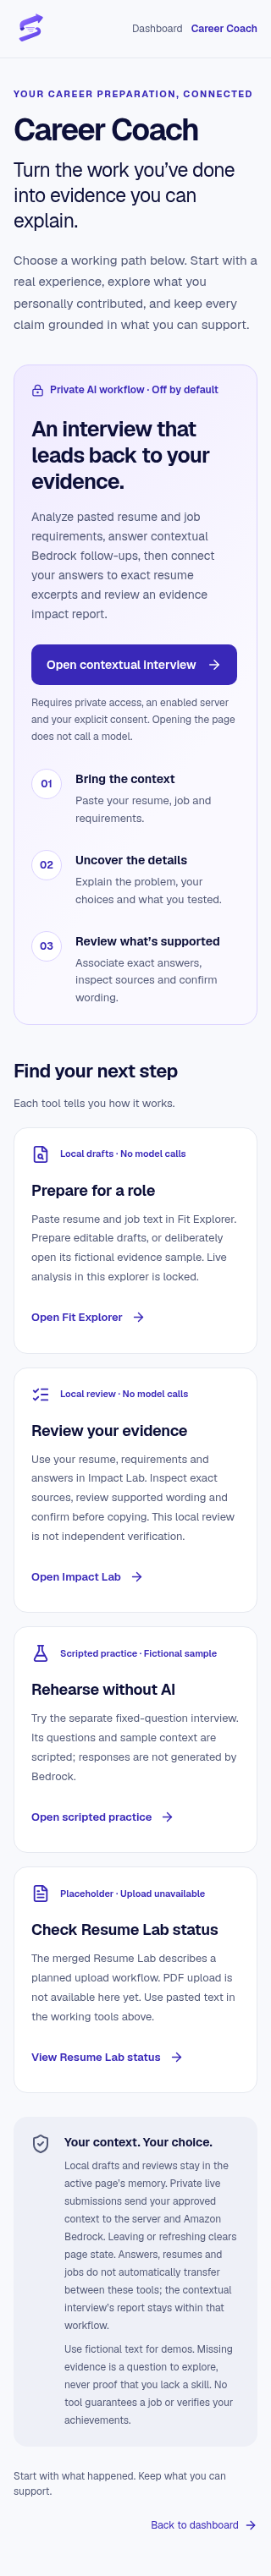 Dashboard Career Coach
YOUR CAREER PREPARATION, CONNECTED
Career Coach
Turn the work you've done
into evidence you can
explain.
Choose a working path below. Start with a
real experience, explore what you
personally contributed, and keep every
claim grounded in what you can support.
Private AI workflow · Off by default
An interview that
leads back to your
evidence.
Analyze pasted resume and job
requirements, answer contextual
Bedrock follow-ups, then connect
your answers to exact resume
excerpts and review an evidence
impact report.
Open contextual interview
Requires private access, an enabled server
and your explicit consent. Opening the page
does not call a model.
01 Bring the context
Paste your resume, job and
requirements.
02 Uncover the details
Explain the problem, your
choices and what you tested.
03 Review what's supported
Associate exact answers,
inspect sources and confirm
wording.
Find your next step
Each tool tells you how it works.
Local drafts · No model calls
Prepare for a role
Paste resume and job text in Fit Explorer.
Prepare editable drafts, or deliberately
open its fictional evidence sample. Live
analysis in this explorer is locked.
Open Fit Explorer
Local review · No model calls
Review your evidence
Use your resume, requirements and
answers in Impact Lab. Inspect exact
sources, review supported wording and
confirm before copying. This local review
is not independent verification.
Open Impact Lab
Scripted practice · Fictional sample
Rehearse without AI
Try the separate fixed-question interview.
Its questions and sample context are
scripted; responses are not generated by
Bedrock.
Open scripted practice
Placeholder · Upload unavailable
Check Resume Lab status
The merged Resume Lab describes a
planned upload workflow. PDF upload is
not available here yet. Use pasted text in
the working tools above.
View Resume Lab status
Your context. Your choice.
Local drafts and reviews stay in the
active page's memory. Private live
submissions send your approved
context to the server and Amazon
Bedrock. Leaving or refreshing clears
page state. Answers, resumes and
jobs do not automatically transfer
between these tools; the contextual
interview's report stays within that
workflow.
Use fictional text for demos. Missing
evidence is a question to explore,
never proof that you lack a skill. No
tool guarantees a job or verifies your
achievements.
Start with what happened. Keep what you can
support.
Back to dashboard